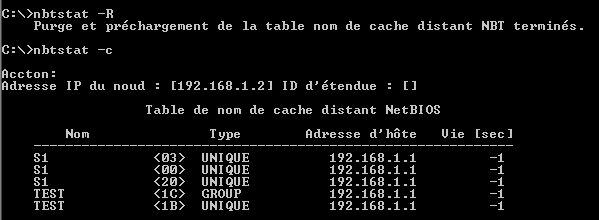 C:\>nbtstat -R
Purge et préchargement de la table nom de cache distant NBT terminés.
C:\>nbtstat -c
Accton:
Adresse IP du noud : [192.168.1.2] ID d'étendue : []
Table de nom de cache distant NetBIOS
Nom Type Adresse d'hôte Vie [sec]
S1 <03> UNIQUE 192.168.1.1 -1
S1 <00> UNIQUE 192.168.1.1 -1
S1 <20> UNIQUE 192.168.1.1 -1
TEST <1C> GROUP 192.168.1.1 -1
TEST <1B> UNIQUE 192.168.1.1 -1